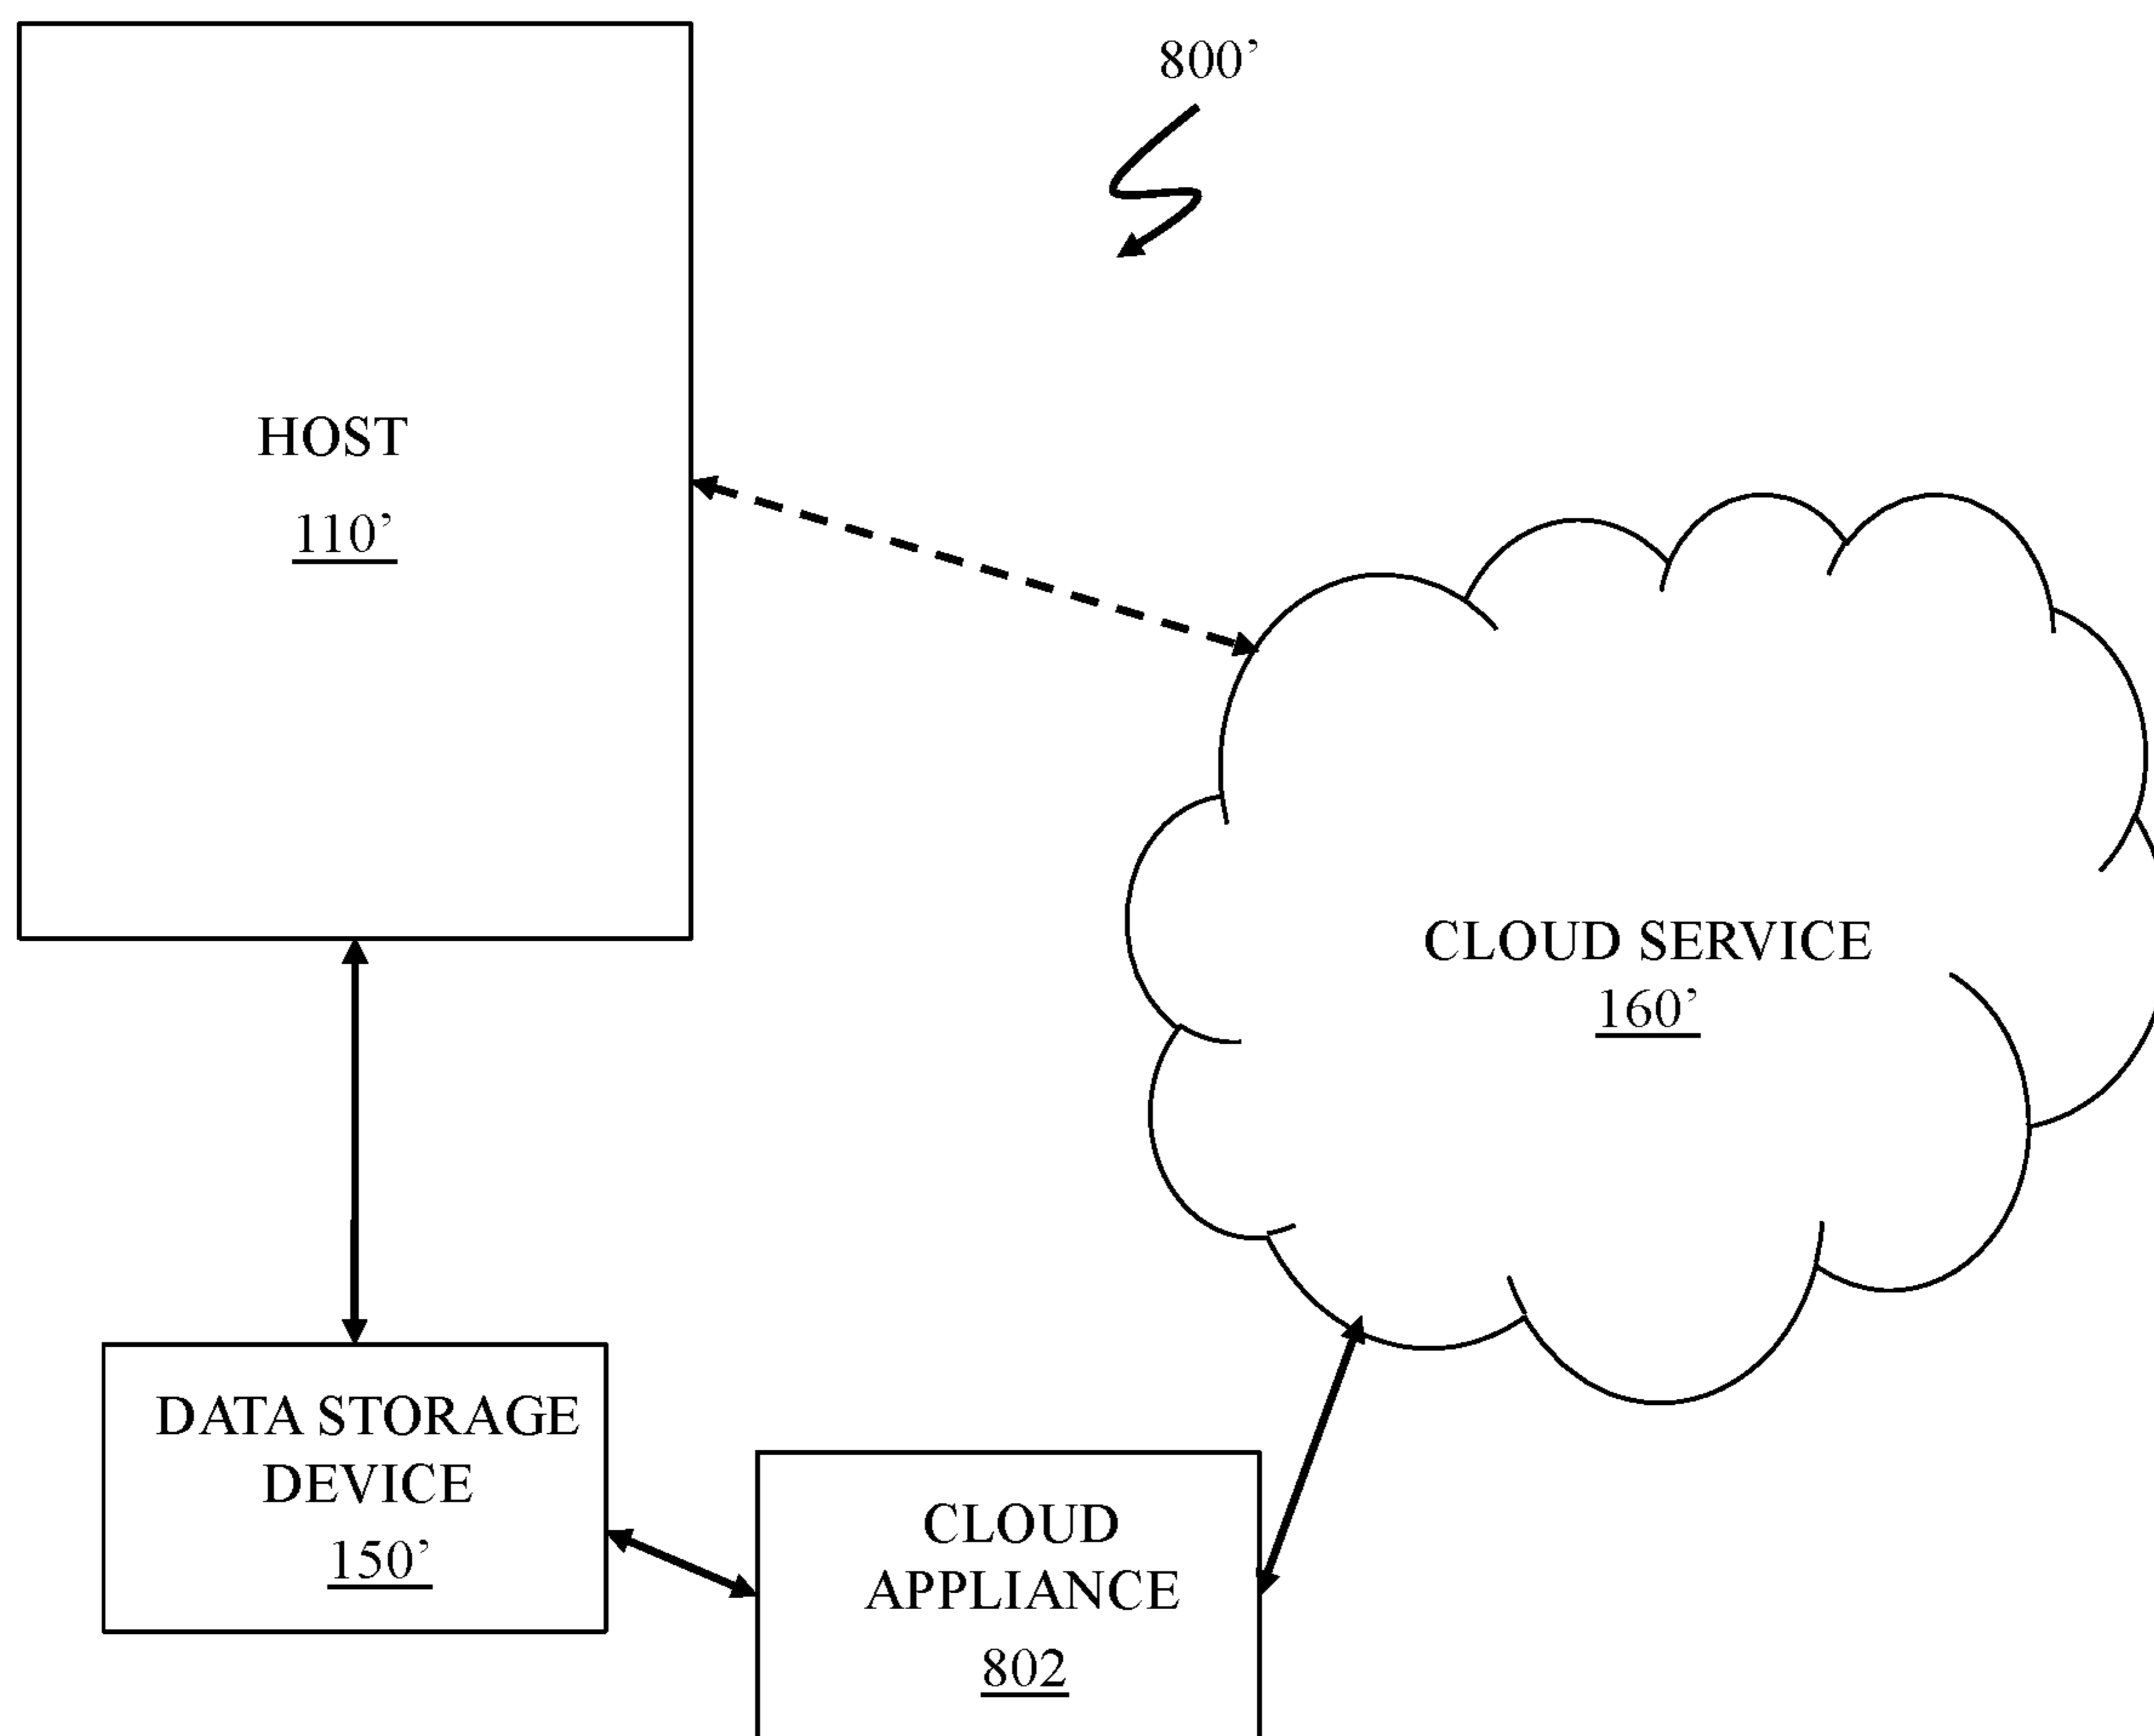 800’
HOST
110’
CLOUD SERVICE
160’
DATA STORAGE
DEVICE
150’
CLOUD
APPLIANCE
802